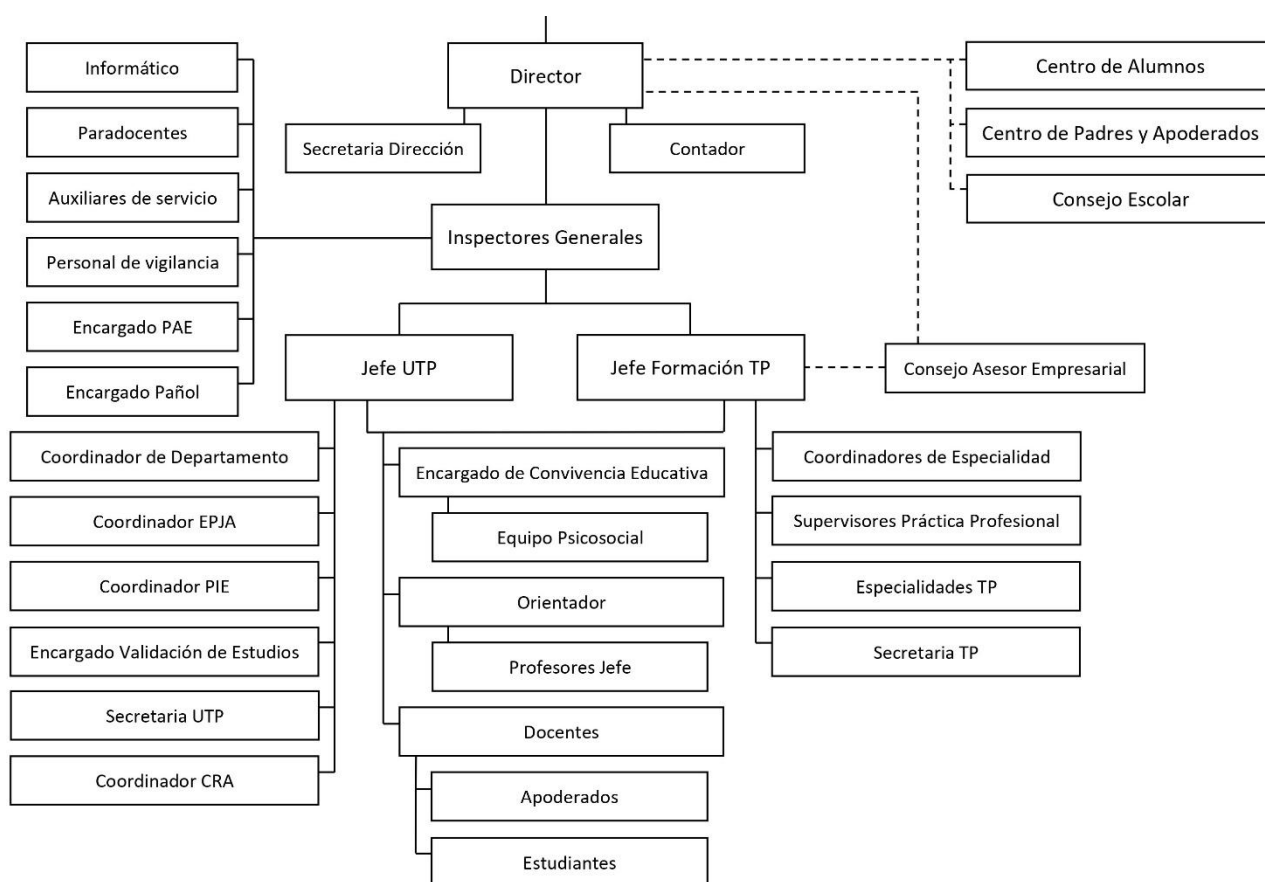 Informático
Director
Centro de Alumnos
Paradocentes
Secretaria Dirección
Contador
Centro de Padres y Apoderados
Auxiliares de servicio
Consejo Escolar
Inspectores Generales
Personal de vigilancia
Encargado PAE
Jefe UTP
Jefe Formación TP
Consejo Asesor Empresarial
Encargado Pañol
Coordinador de Departamento
Encargado de Convivencia Educativa
Coordinadores de Especialidad
Coordinador EPJA
Equipo Psicosocial
Supervisores Práctica Profesional
Coordinador PIE
Orientador
Especialidades TP
Encargado Validación de Estudios
Profesores Jefe
Secretaria TP
Secretaria UTP
Docentes
Coordinador CRA
Apoderados
Estudiantes